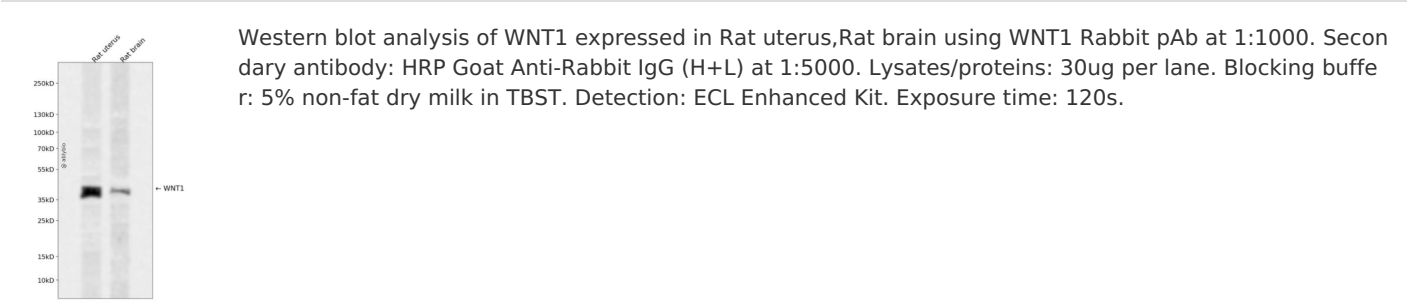 Rat uterus
Rat brain
Western blot analysis of WNT1 expressed in Rat uterus,Rat brain using WNT1 Rabbit pAb at 1:1000. Secon
dary antibody: HRP Goat Anti-Rabbit IgG (H+L) at 1:5000. Lysates/proteins: 30ug per lane. Blocking buffe
r: 5% non-fat dry milk in TBST. Detection: ECL Enhanced Kit. Exposure time: 120s.
250kD
130kD
100kD
70kD
55kD
← WNT1
35kD
25kD
15kD
10kD